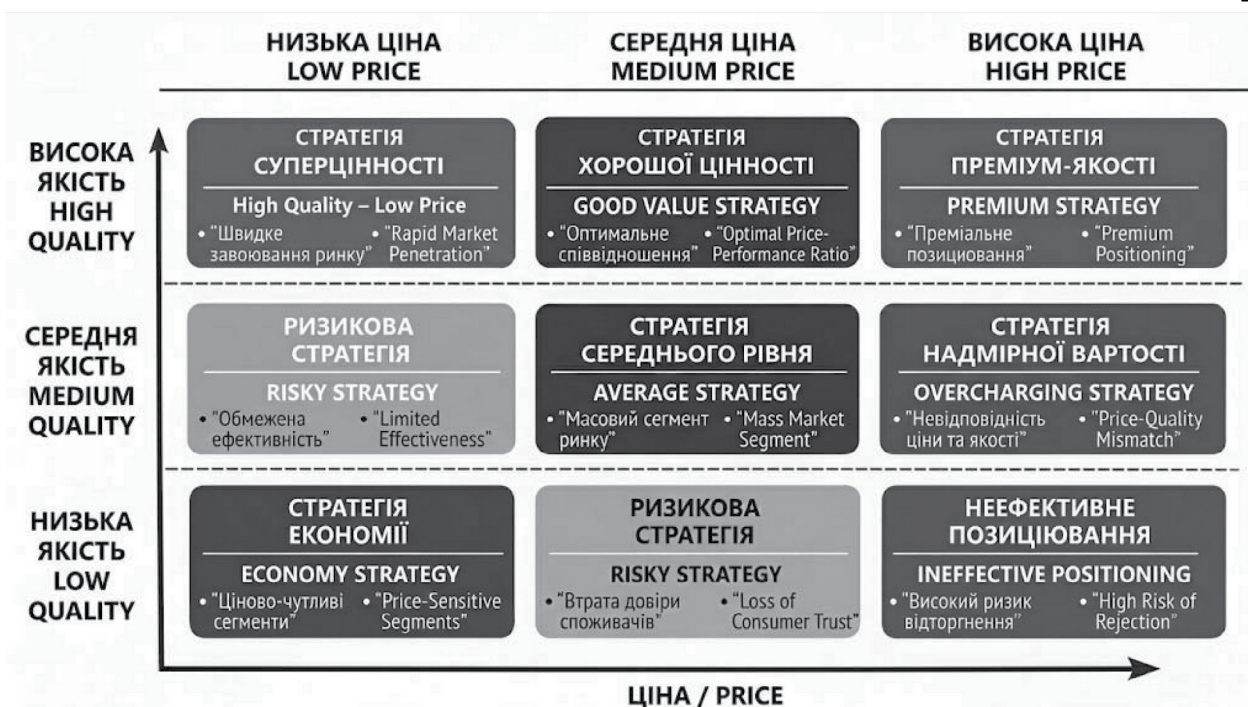 НИЗЬКА ЦІНА
LOW PRICE
СЕРЕДНЯ ЦІНА
MEDIUM PRICE
ВИСОКА ЦІНА
HIGH PRICE
ВИСОКА
ЯКІСТЬ
HIGH
QUALITY
СТРАТЕГІЯ
СУПЕРЦІННОСТІ
High Quality – Low Price
• "Швидке
завоювання ринку"
• "Rapid Market
Penetration"
СТРАТЕГІЯ
ХОРОШОЇ ЦІННОСТІ
GOOD VALUE STRATEGY
• "Оптимальне
співвідношення"
• "Optimal Price-
Performance Ratio"
СТРАТЕГІЯ
ПРЕМІУМ-ЯКОСТІ
PREMIUM STRATEGY
• "Преміальне
позициювання"
• "Premium
Positioning"
СЕРЕДНЯ
ЯКІСТЬ
MEDIUM
QUALITY
РИЗИКОВА
СТРАТЕГІЯ
RISKY STRATEGY
• "Обмежена
ефективність"
• "Limited
Effectiveness"
СТРАТЕГІЯ
СЕРЕДНЬОГО РІВНЯ
AVERAGE STRATEGY
• "Масовий сегмент
ринку"
• "Mass Market
Segment"
СТРАТЕГІЯ
НАДМІРНОЇ ВАРТОСТІ
OVERCHARGING STRATEGY
• "Невідповідність
ціни та якості"
• "Price-Quality
Mismatch"
НИЗЬКА
ЯКІСТЬ
LOW
QUALITY
СТРАТЕГІЯ
ЕКОНОМІЇ
ECONOMY STRATEGY
• "Ціново-чутливі
сегменти"
• "Price-Sensitive
Segments"
РИЗИКОВА
СТРАТЕГІЯ
RISKY STRATEGY
• "Втрата довіри
споживачів"
• "Loss of
Consumer Trust"
НЕЕФЕКТИВНЕ
ПОЗИЦІЮВАННЯ
INEFFECTIVE POSITIONING
• "Високий ризик
відторгнення"
• "High Risk of
Rejection"
ЦІНА / PRICE